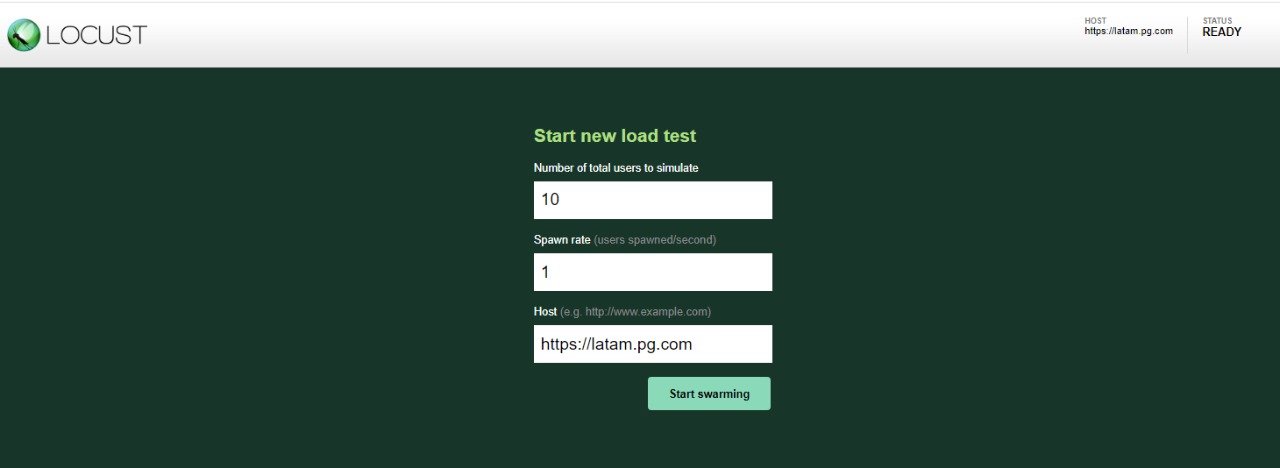 LOCUST
HOST
https://latam.pg.com
STATUS
READY
Start new load test
Number of total users to simulate
10
Spawn rate (users spawned/second)
1
Host (e.g. http://www.example.com)
https://latam.pg.com
Start swarming